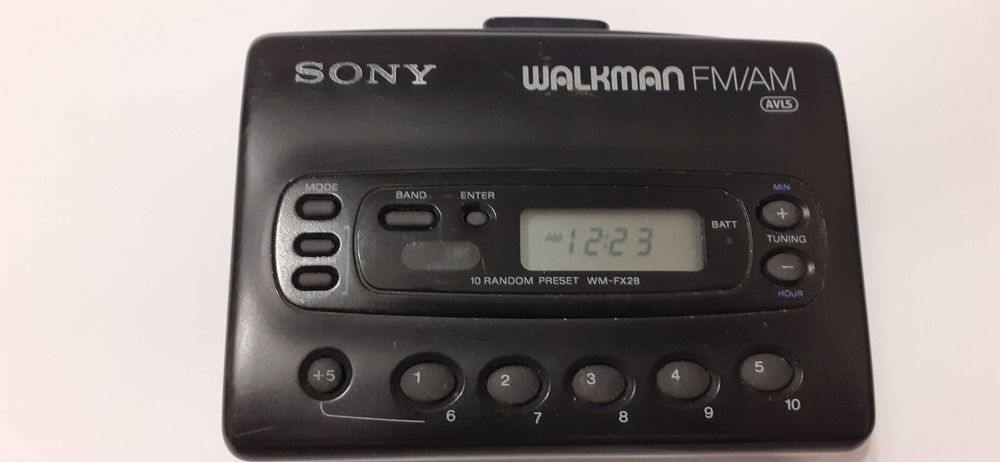 SONY
WALKMAN FM/AM
AVLS
MODE
BAND
ENTER
MIN
+
BATT
AM 12:23
TUNING
-
STOP
10 RANDOM PRESET WM-FX28
HOUR
+5
1
2
3
4
5
6
7
8
9
10